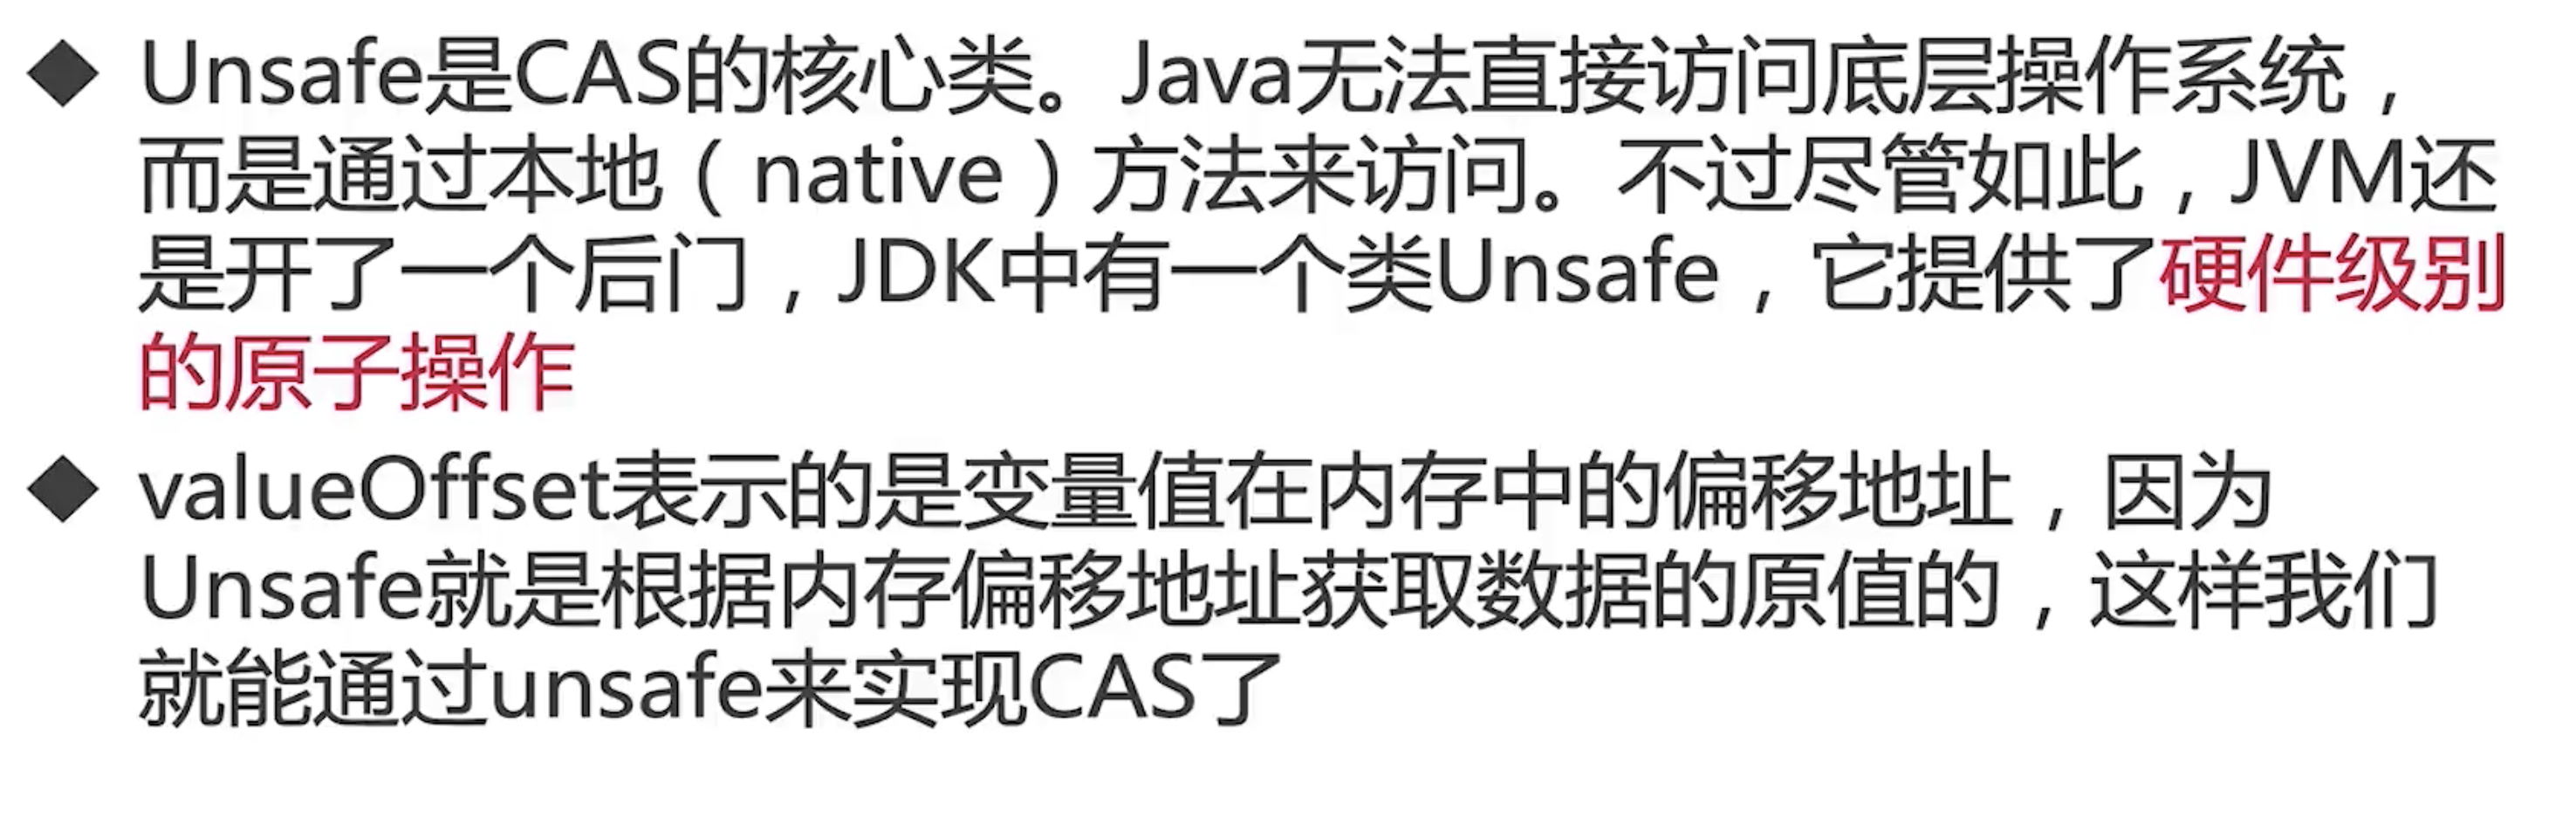 ◆ Unsafe是CAS的核心类。Java无法直接访问底层操作系统，
而是通过本地（native）方法来访问。不过尽管如此，JVM还
是开了一个后门，JDK中有一个类Unsafe，它提供了硬件级别
的原子操作
◆ valueOffset表示的是变量值在内存中的偏移地址，因为
Unsafe就是根据内存偏移地址获取数据的原值的，这样我们
就能通过unsafe来实现CAS了